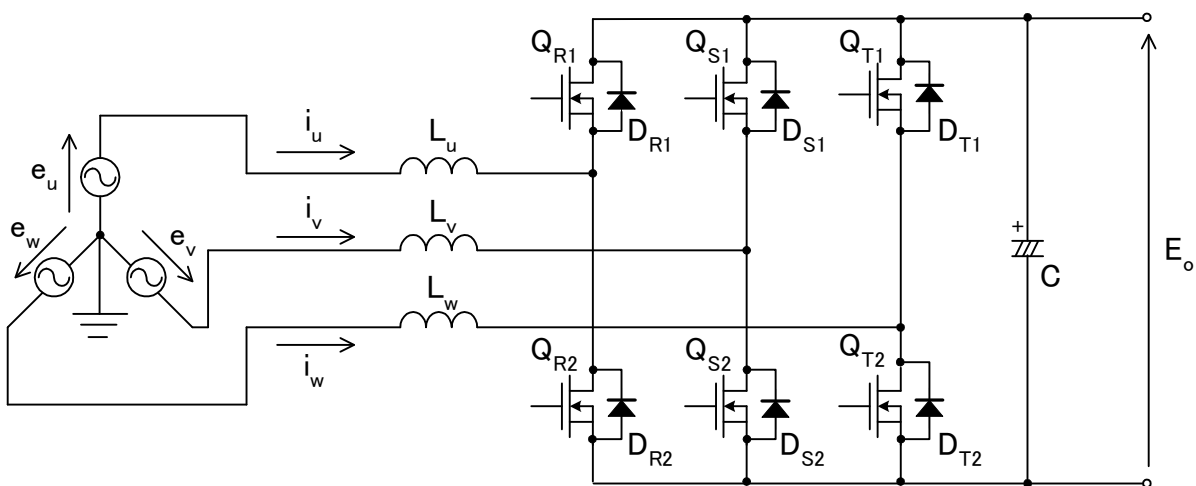 Q_R1
Q_S1
Q_T1
D_R1
D_S1
D_T1
i_u
L_u
e_u
i_v
L_v
e_w
e_v
+
C
E_o
L_w
i_w
Q_R2
Q_S2
Q_T2
D_R2
D_S2
D_T2